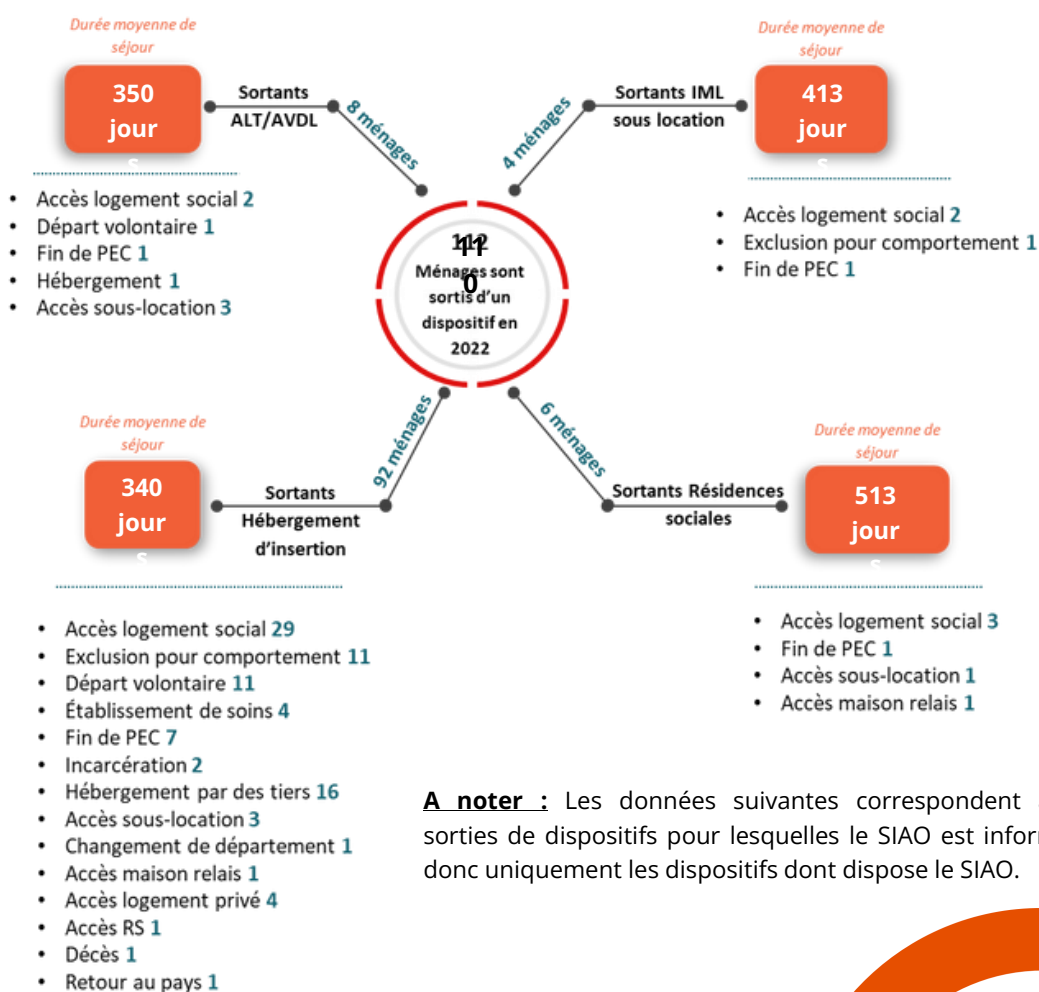 Durée moyenne de
séjour
350
jour
s
Sortants
ALT/AVDL
8 ménages
• Accès logement social 2
• Départ volontaire 1
• Fin de PEC 1
• Hébergement 1
• Accès sous-location 3
Durée moyenne de
séjour
413
jour
s
Sortants IML
sous location
4 ménages
• Accès logement social 2
• Exclusion pour comportement 1
• Fin de PEC 1
112
11
0
Ménages sont
sortis d'un
dispositif en
2022
Durée moyenne de
séjour
340
jour
s
Sortants
Hébergement
d'insertion
92 ménages
• Accès logement social 29
• Exclusion pour comportement 11
• Départ volontaire 11
• Établissement de soins 4
• Fin de PEC 7
• Incarcération 2
• Hébergement par des tiers 16
• Accès sous-location 3
• Changement de département 1
• Accès maison relais 1
• Accès logement privé 4
• Accès RS 1
• Décès 1
• Retour au pays 1
Durée moyenne de
séjour
513
jour
s
Sortants Résidences
sociales
6 ménages
• Accès logement social 3
• Fin de PEC 1
• Accès sous-location 1
• Accès maison relais 1
A noter : Les données suivantes correspondent
sorties de dispositifs pour lesquelles le SIAO est
donc uniquement les dispositifs dont dispose le SIAO.